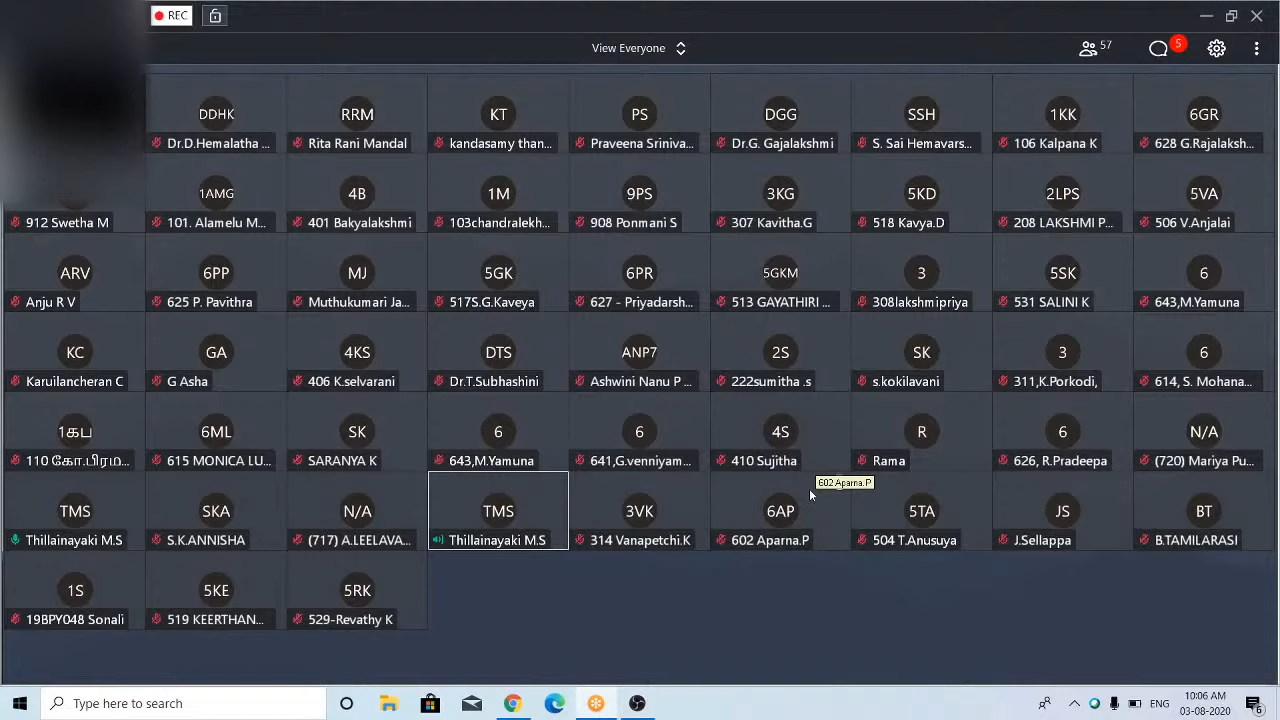 REC
View Everyone
57
5
DDHK
RRM
KT
PS
DGG
SSH
1KK
6GR
Dr.D.Hemalatha ...
Rita Rani Mandal
kandasamy than...
Praveena Sriniva...
Dr.G. Gajalakshmi
S. Sai Hemavars...
106 Kalpana K
628 G.Rajalaksh...
1AMG
4B
1M
9PS
3KG
5KD
2LPS
5VA
912 Swetha M
101. Alamelu M...
401 Bakyalakshmi
103chandralekh...
908 Ponmani S
307 Kavitha.G
518 Kavya.D
208 LAKSHMI P...
506 V.Anjalai
ARV
6PP
MJ
5GK
6PR
5GKM
3
5SK
6
Anju R V
625 P. Pavithra
Muthukumari Ja...
517S.G.Kaveya
627 - Priyadarsh...
513 GAYATHIRI ...
308lakshmipriya
531 SALINI K
643,M.Yamuna
KC
GA
4KS
DTS
ANP7
2S
SK
3
6
Karuilancheran C
G Asha
406 K.selvarani
Dr.T.Subhashini
Ashwini Nanu P ...
222sumitha .s
s.kokilavani
311,K.Porkodi,
614, S. Mohana...
1கப
6ML
SK
6
6
4S
R
6
N/A
110 கோ.பிரம...
615 MONICA LU...
SARANYA K
643,M.Yamuna
641,G.venniyam...
410 Sujitha
Rama
626, R.Pradeepa
(720) Mariya Pu...
602 Aparna.P
TMS
SKA
N/A
TMS
3VK
6AP
5TA
JS
BT
Thillainayaki M.S
S.K.ANNISHA
(717) A.LEELAVA...
Thillainayaki M.S
314 Vanapetchi.K
602 Aparna.P
504 T.Anusuya
J.Sellappa
B.TAMILARASI
1S
5KE
5RK
19BPY048 Sonali
519 KEERTHAN...
529-Revathy K
Type here to search
ENG
10:06 AM
03-08-2020
6